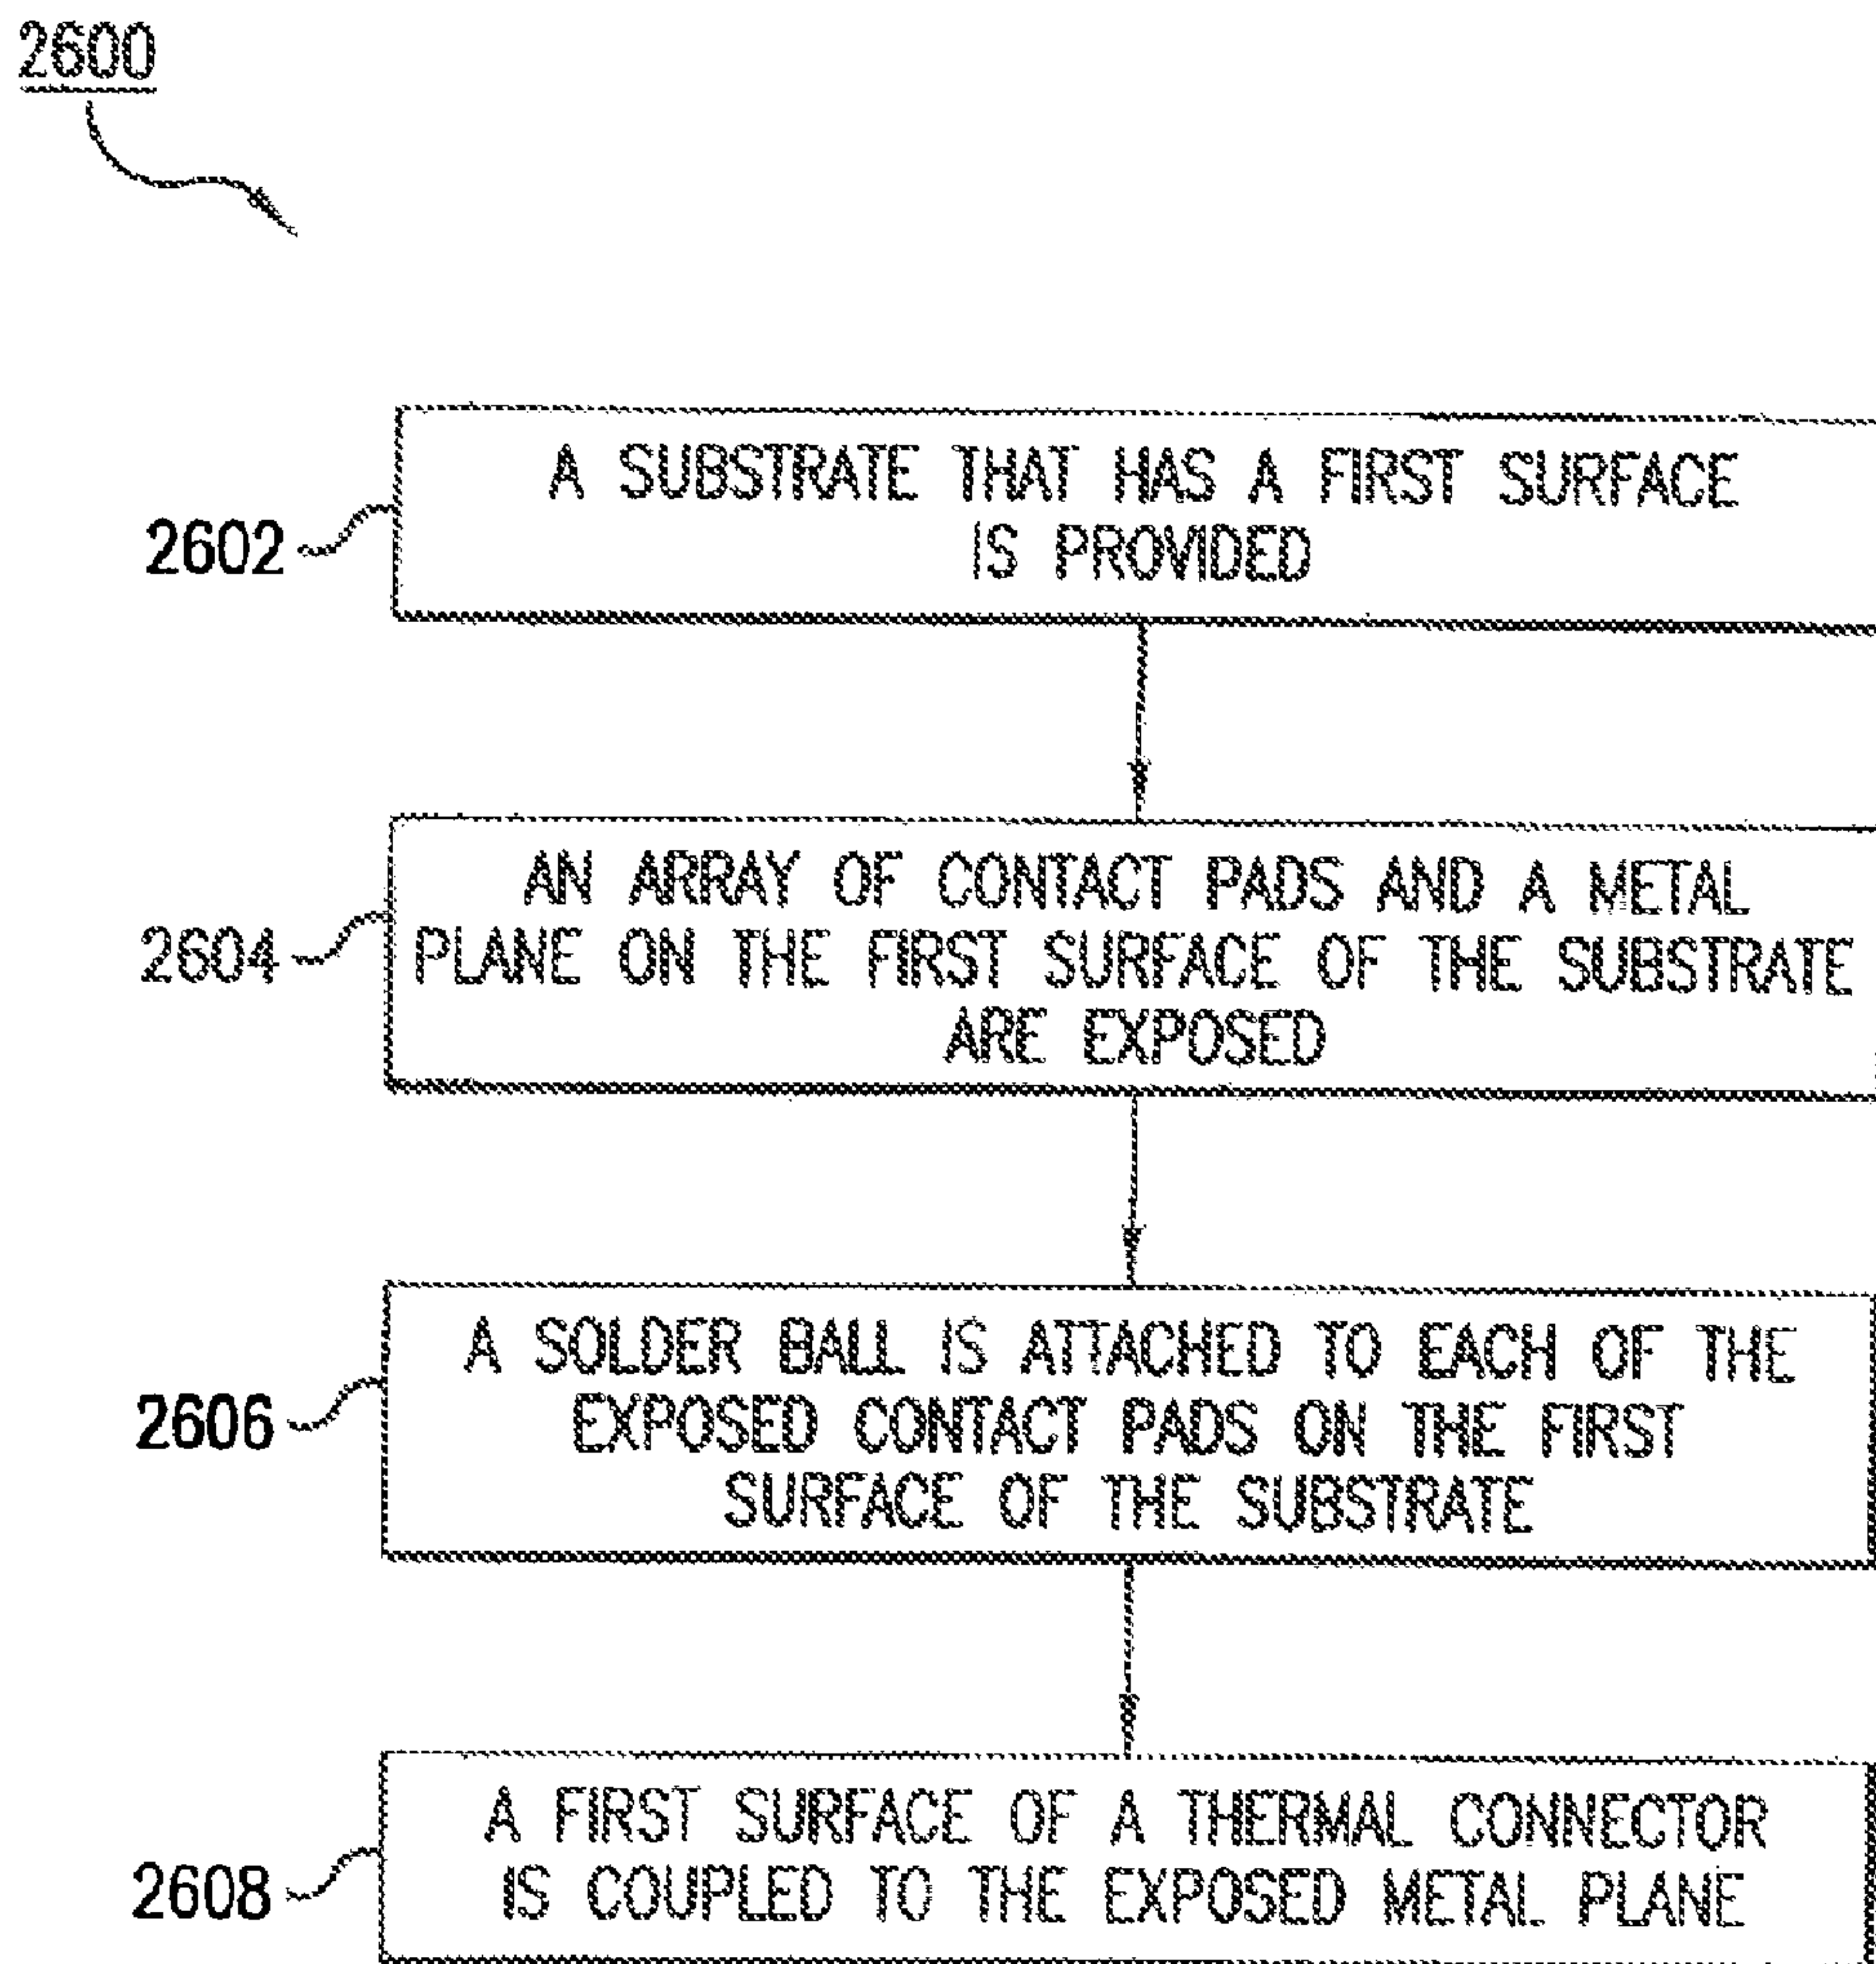 2600
A SUBSTRATE THAT HAS A FIRST SURFACE
IS PROVIDED
2602
AN ARRAY OF CONTACT PADS AND A METAL
PLANE ON THE FIRST SURFACE OF THE SUBSTRATE
ARE EXPOSED
2604
A SOLDER BALL IS ATTACHED TO EACH OF THE
EXPOSED CONTACT PADS ON THE FIRST
SURFACE OF THE SUBSTRATE
2606
A FIRST SURFACE OF A THERMAL CONNECTOR
IS COUPLED TO THE EXPOSED METAL PLANE
2608